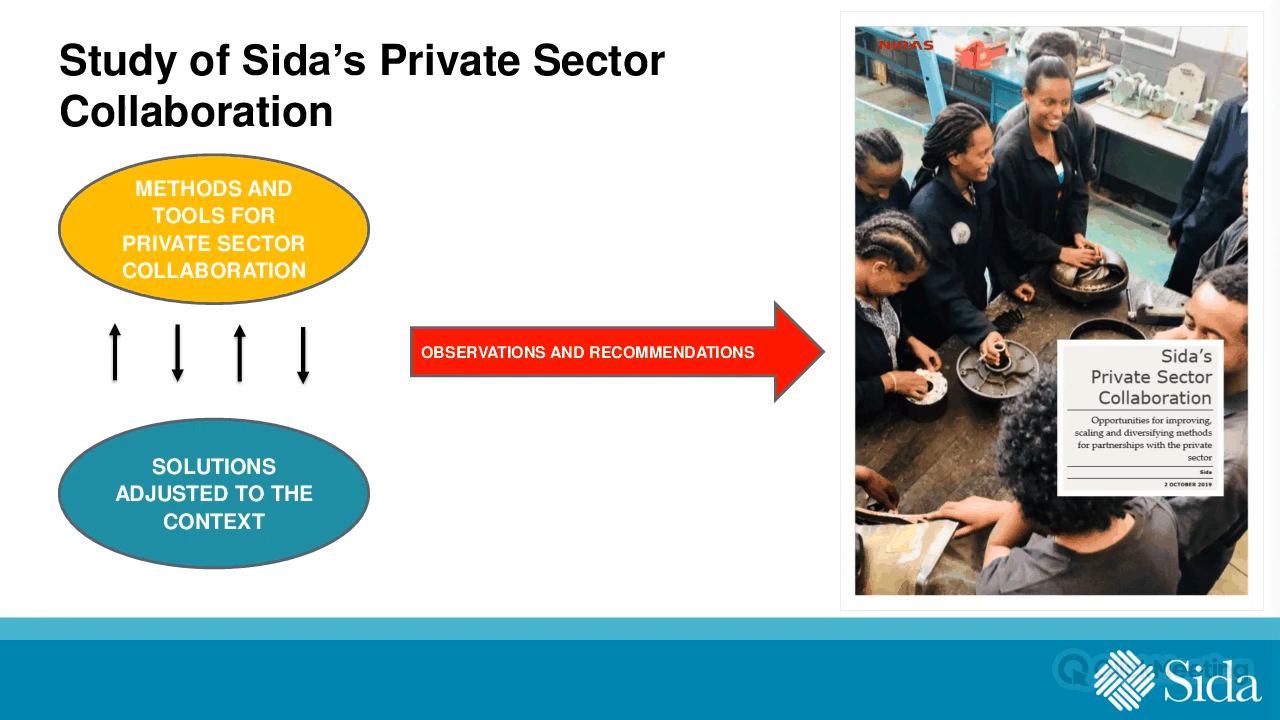 Study of Sida’s Private Sector
Collaboration
METHODS AND
TOOLS FOR
PRIVATE SECTOR
COLLABORATION
OBSERVATIONS AND RECOMMENDATIONS
SOLUTIONS
ADJUSTED TO THE
CONTEXT
NIRAS
Sida’s
Private Sector
Collaboration
Opportunities for improving,
scaling and diversifying methods
for partnerships with the private
sector
Sida
2 OCTOBER 2019
Sida